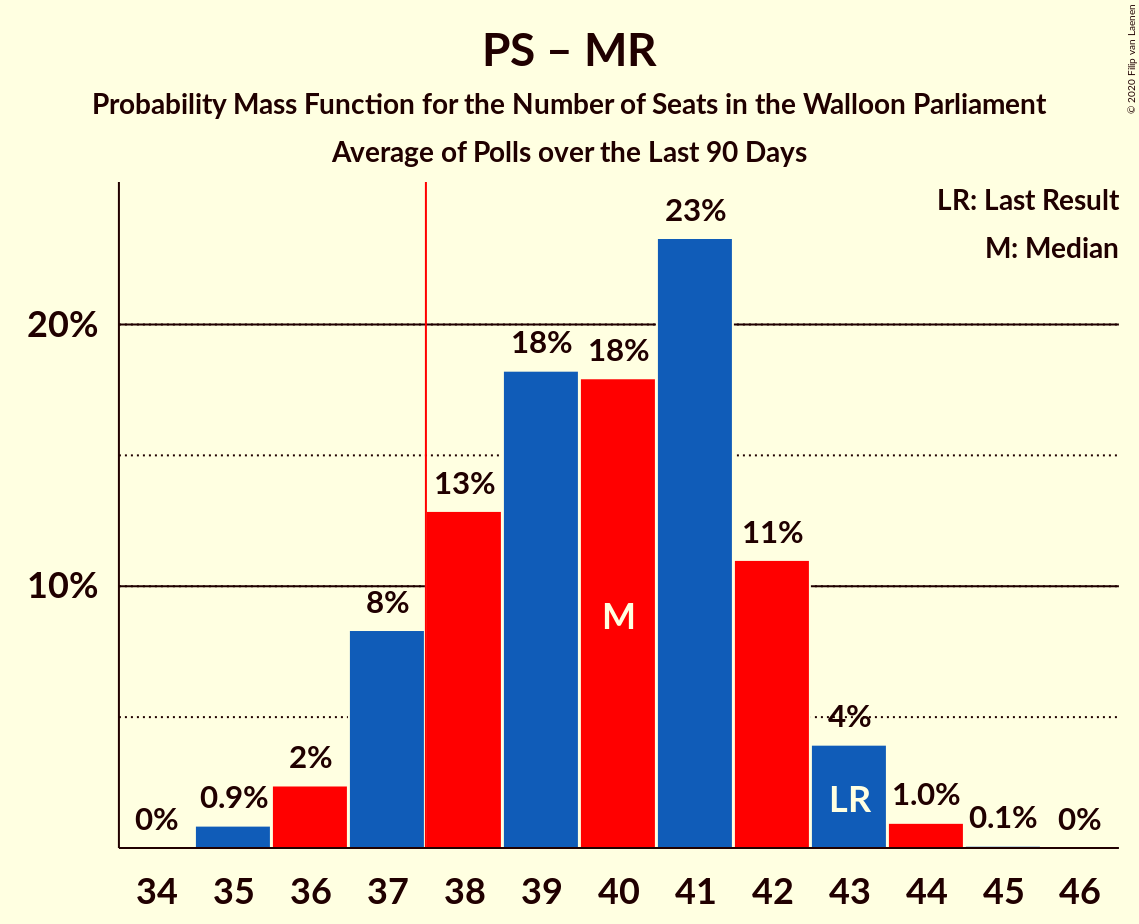 PS – MR
Probability Mass Function for the Number of Seats in the Walloon Parliament
Average of Polls over the Last 90 Days
© 2020 Filip van Laenen
LR: Last Result
M: Median
20%
10%
0%
0.9%
2%
8%
13%
18%
18%
23%
11%
4%
1.0%
0.1%
0%
M
LR
34 35 36 37 38 39 40 41 42 43 44 45 46